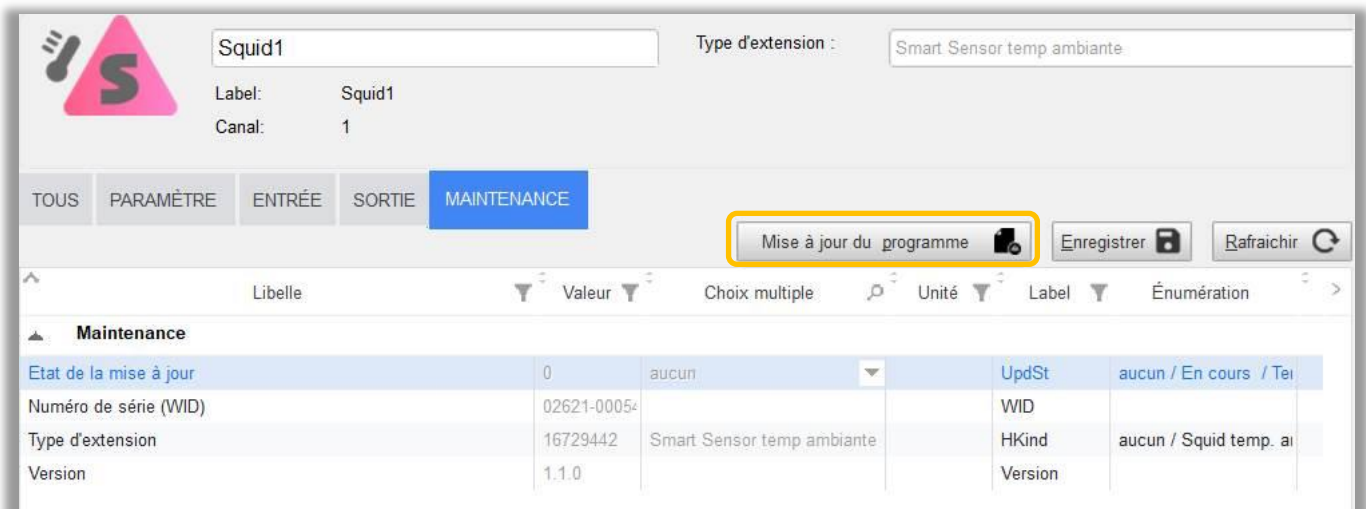 S
Squid1 Type d'extension : Smart Sensor temp ambiante
Label: Squid1
Canal: 1
TOUS PARAMÈTRE ENTRÉE SORTIE MAINTENANCE
Mise à jour du programme Enregistrer Rafraichir
Libelle Valeur Choix multiple Unité Label Énumération
Maintenance
Etat de la mise à jour 0 aucun UpdSt aucun / En cours /
Numéro de série (WID) 02621-00054 WID
Type d'extension 16729442 Smart Sensor temp ambiante HKind aucun / Squid temp.
Version 1.1.0 Version